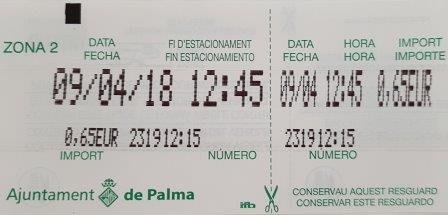 ZONA 2
DATA FECHA
FI D'ESTACIONAMENT
FIN ESTACIONAMIENTO
09/04/18 12:45
0,65EUR 231912:15
IMPORT NÚMERO
Ajuntament de Palma
ifb
DATA FECHA
HORA HORA
IMPORT IMPORTE
09/04 12:45 0,65EUR
231912:15
NÚMERO
CONSERVAU AQUEST RESGUARD
CONSERVAR ESTE RESGUARDO